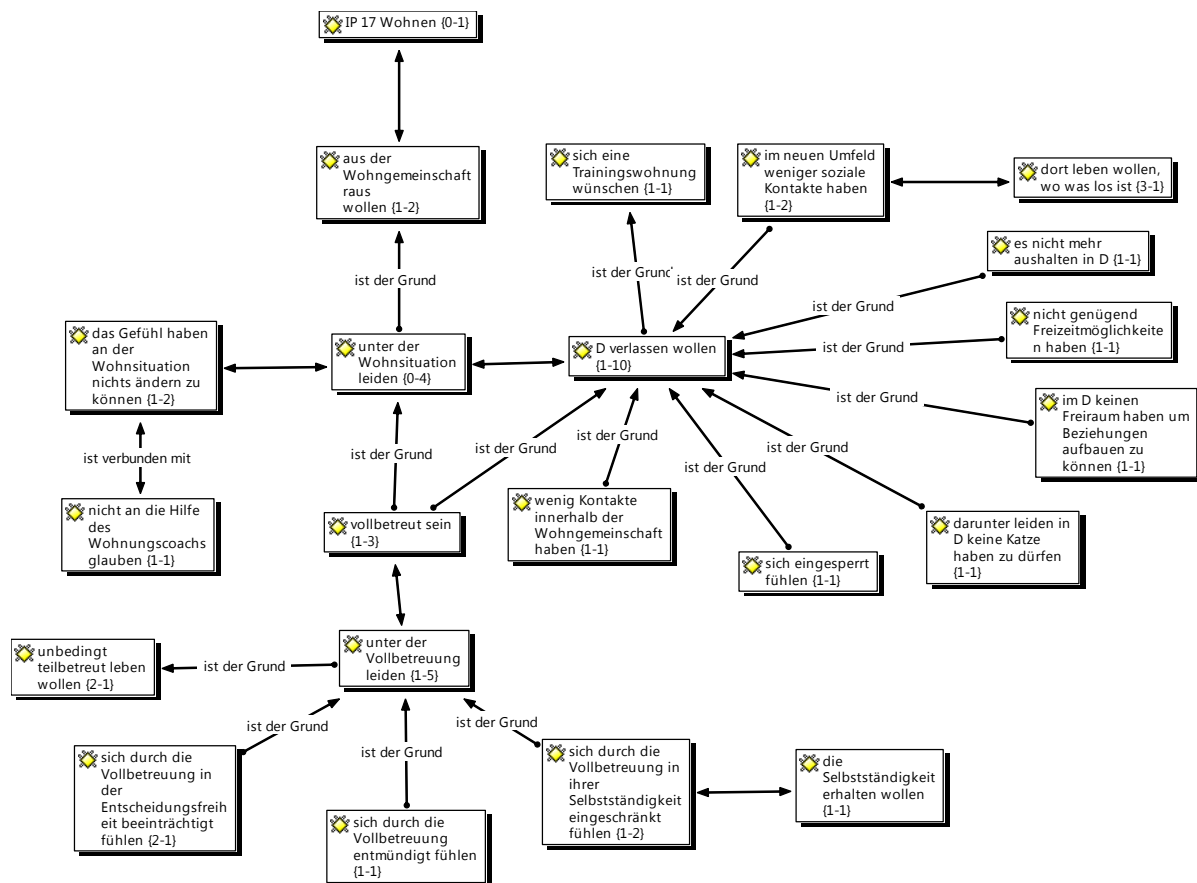 IP 17 Wohnen {0-1}
aus der
Wohngemeinschaft
raus
wollen {1-2}
sich eine
Trainingswohnung
wünschen {1-1}
im neuen Umfeld
weniger soziale
Kontakte haben
{1-2}
dort leben wollen,
wo was los ist {3-1}
es nicht mehr
aushalten in D {1-1}
ist der Grund
ist der Grund
ist der Grund
ist der Grund
nicht genügend
Freizeitmöglichkeite
n haben {1-1}
das Gefühl haben
an der
Wohnsituation
nichts ändern zu
können {1-2}
unter der
Wohnsituation
leiden {0-4}
D verlassen wollen
{1-10}
ist der Grund
ist der Grund
im D keinen
Freiraum haben um
Beziehungen
aufbauen zu
können {1-1}
ist verbunden mit
ist der Grund
ist der Grund
ist der Grund
ist der Grund
ist der Grund
nicht an die Hilfe
des
Wohnungscoachs
glauben {1-1}
vollbetreut sein
{1-3}
wenig Kontakte
innerhalb der
Wohngemeinschaft
haben {1-1}
sich eingesperrt
fühlen {1-1}
darunter leiden in
D keine Katze
haben zu dürfen
{1-1}
unbedingt
teilbetreut leben
wollen {2-1}
ist der Grund
unter der
Vollbetreuung
leiden {1-5}
ist der Grund
ist der Grund
ist der Grund
sich durch die
Vollbetreuung in
der
Entscheidungsfreih
eit beeinträchtigt
fühlen {2-1}
sich durch die
Vollbetreuung
entmündigt fühlen
{1-1}
sich durch die
Vollbetreuung in
ihrer
Selbstständigkeit
eingeschränkt
fühlen {1-2}
die
Selbstständigkeit
erhalten wollen
{1-1}